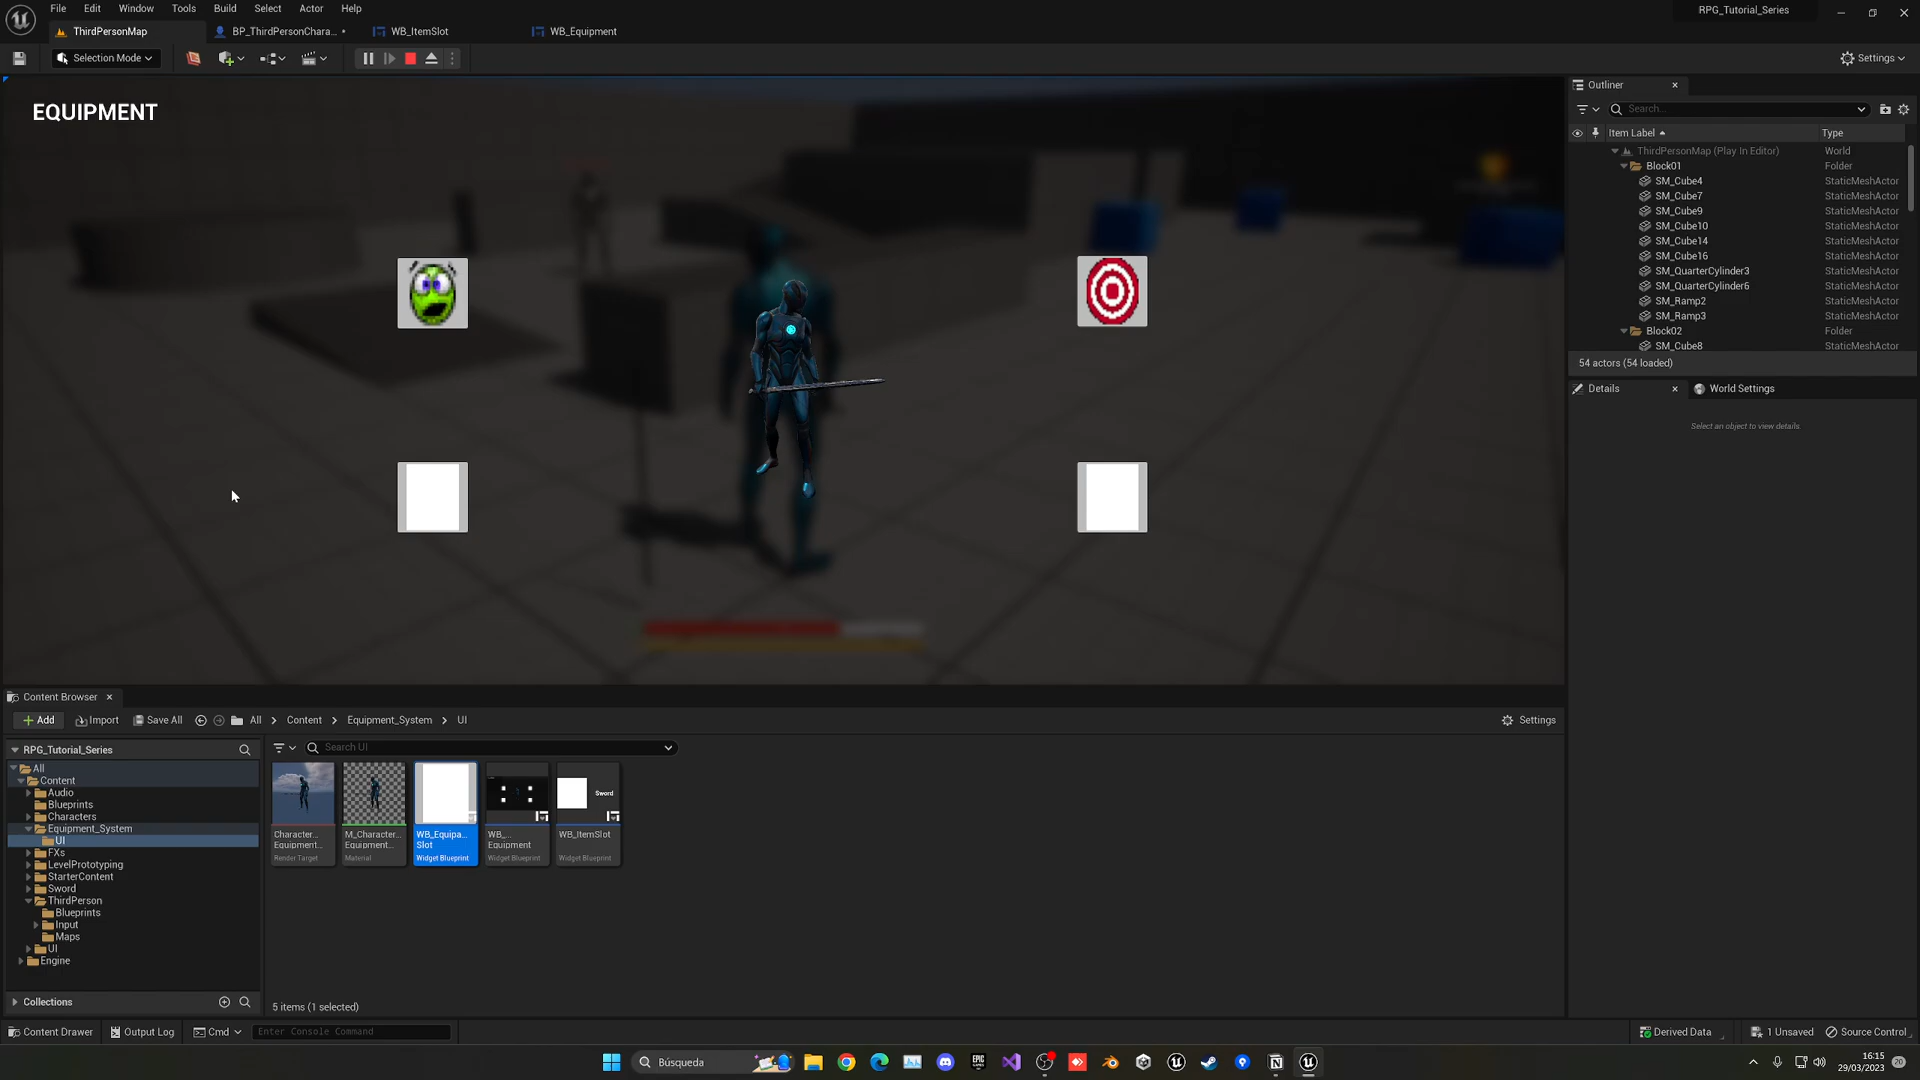 File Edit Window Tools Build Select Actor Help
RPG_Tutorial_Series
ThirdPersonMap
BP_ThirdPersonChara...
WB_ItemSlot
WB_Equipment
Selection Mode
Settings
EQUIPMENT
Outliner
Search...
Item Label
Type
ThirdPersonMap (Play In Editor) World
Block01 Folder
SM_Cube4 StaticMeshActor
SM_Cube7 StaticMeshActor
SM_Cube9 StaticMeshActor
SM_Cube10 StaticMeshActor
SM_Cube14 StaticMeshActor
SM_Cube16 StaticMeshActor
SM_QuarterCylinder3 StaticMeshActor
SM_QuarterCylinder6 StaticMeshActor
SM_Ramp2 StaticMeshActor
SM_Ramp3 StaticMeshActor
Block02 Folder
SM_Cube8 StaticMeshActor
54 actors (54 loaded)
Details
World Settings
Select an object to view details.
Content Browser
Add
Import
Save All
All
Content
Equipment_System
UI
Settings
RPG_Tutorial_Series
Search UI
All
Content
Audio
Blueprints
Characters
Equipment_System
UI
FXs
LevelPrototyping
StarterContent
Sword
ThirdPerson
Blueprints
Input
Maps
UI
Engine
Collections
Character...
Equipment...
Render Target
M_Character...
Equipment...
Material
WB_Equipa...
Slot
Widget Blueprint
WB_...
Equipment
Widget Blueprint
Sword
WB_ItemSlot
Widget Blueprint
5 items (1 selected)
Content Drawer
Output Log
Cmd
Enter Console Command
Derived Data
1 Unsaved
Source Control
Búsqueda
EPIC
GAMES
16:15
29/03/2023
20